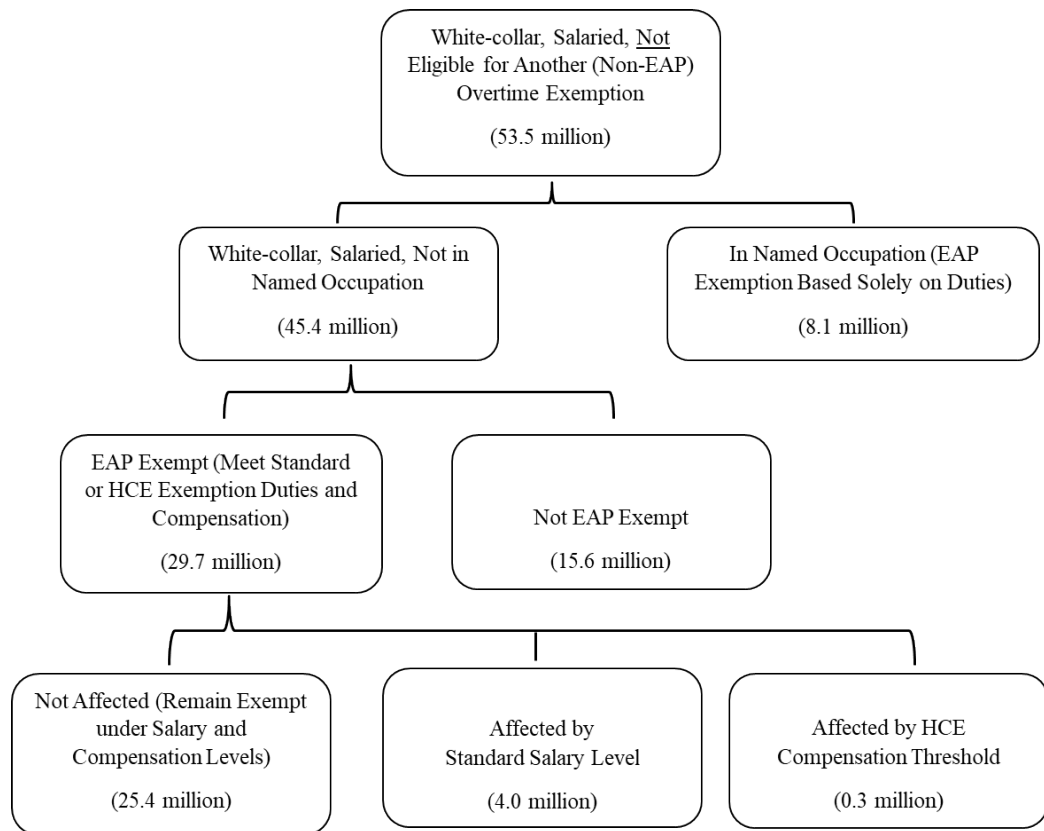 White-collar, Salaried, Not
Eligible for Another (Non-EAP)
Overtime Exemption
(53.5 million)
White-collar, Salaried, Not in
Named Occupation
(45.4 million)
In Named Occupation (EAP
Exemption Based Solely on Duties)
(8.1 million)
EAP Exempt (Meet Standard
or HCE Exemption Duties and
Compensation)
(29.7 million)
Not EAP Exempt
(15.6 million)
Not Affected (Remain Exempt
under Salary and
Compensation Levels)
(25.4 million)
Affected by
Standard Salary Level
(4.0 million)
Affected by HCE
Compensation Threshold
(0.3 million)